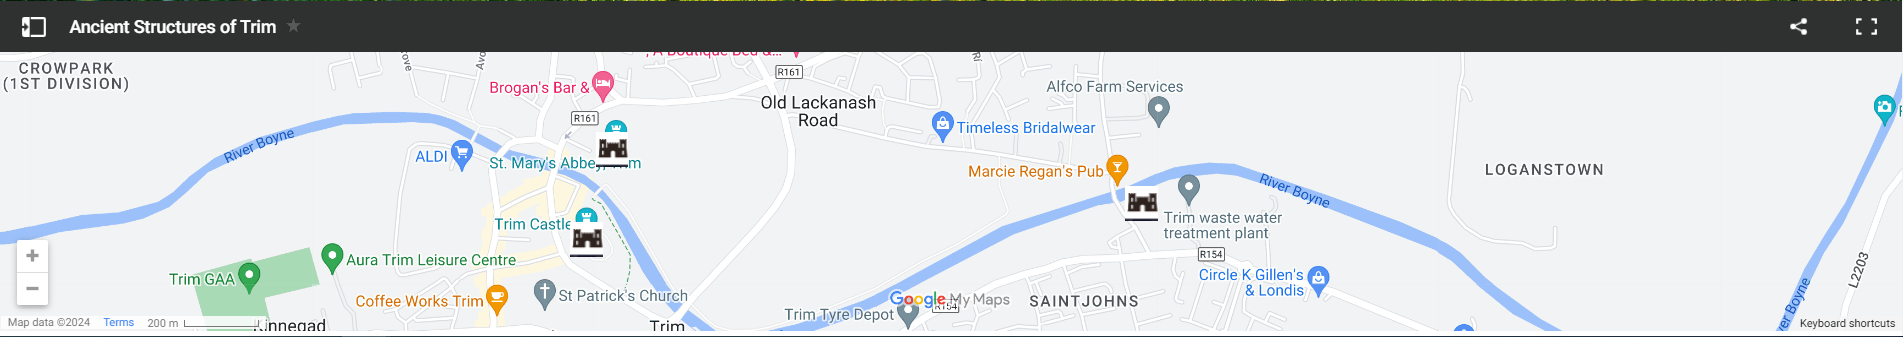 Ancient Structures of Trim
CROWPARK
(1ST DIVISION)
R161
Brogan's Bar &
Alfco Farm Services
Old Lackanash
Road
R161
Timeless Bridalwear
River Boyne
ALDI
St. Mary's Abbey, Trim
Marcie Regan's Pub
LOGANSTOWN
River Boyne
Trim Castle
Trim waste water
treatment plant
R154
Aura Trim Leisure Centre
Trim GAA
Circle K Gillen's
& Londis
L2203
St Patrick's Church
Coffee Works Trim
Google My Maps
SAINTJOHNS
R154
Trim Tyre Depot
Trim
Kinnegad
Map data ©2024
Terms
200 m
Keyboard shortcuts